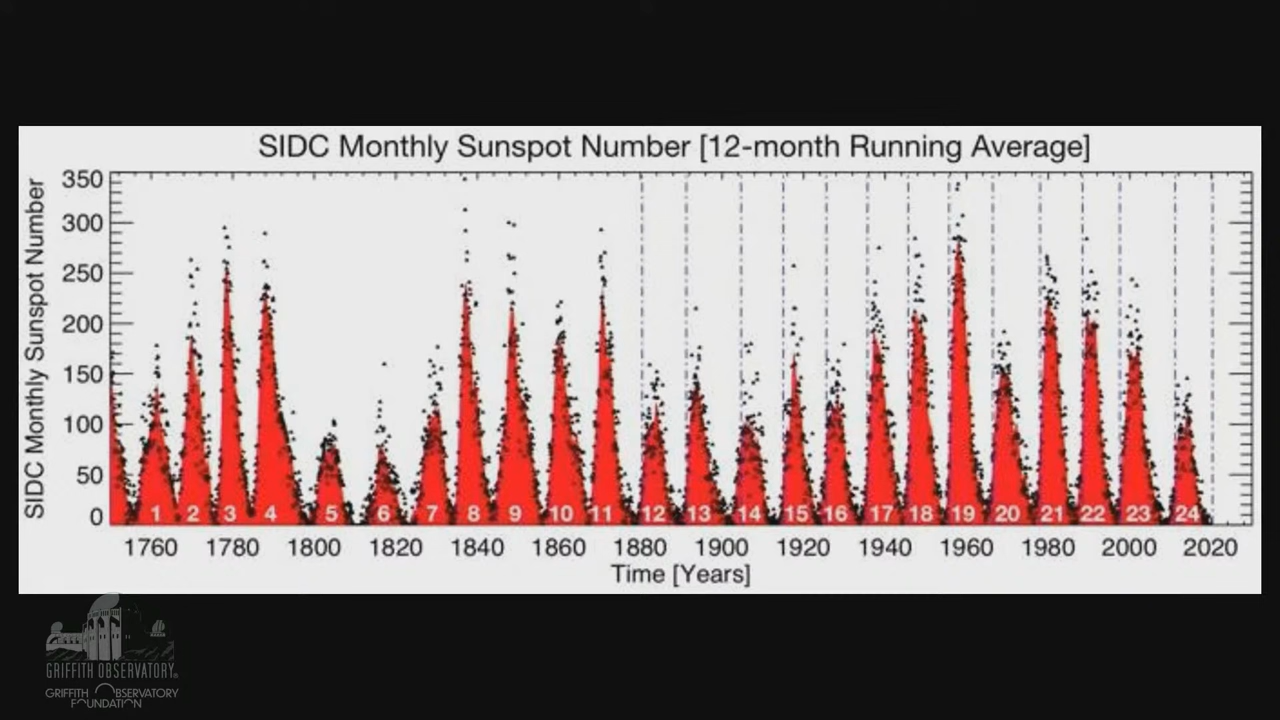 SIDC Monthly Sunspot Number [12-month Running Average]
SIDC Monthly Sunspot Number
350
300
250
200
150
100
50
0
1 2 3 4 5 6 7 8 9 10 11 12 13 14 15 16 17 18 19 20 21 22 23 24
1760 1780 1800 1820 1840 1860 1880 1900 1920 1940 1960 1980 2000 2020
Time [Years]
GRIFFITH OBSERVATORY
GRIFFITH OBSERVATORY
FOUNDATION